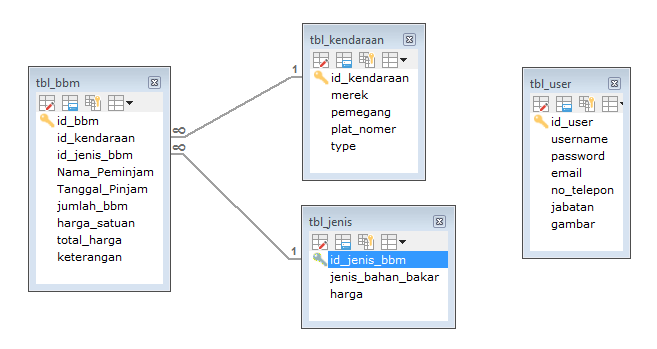 tbl_bbm
id_bbm
id_kendaraan
id_jenis_bbm
Nama_Peminjam
Tanggal_Pinjam
jumlah_bbm
harga_satuan
total_harga
keterangan
∞
∞
1
1
tbl_kendaraan
id_kendaraan
merek
pemegang
plat_nomer
type
tbl_jenis
id_jenis_bbm
jenis_bahan_bakar
harga
tbl_user
id_user
username
password
email
no_telepon
jabatan
gambar